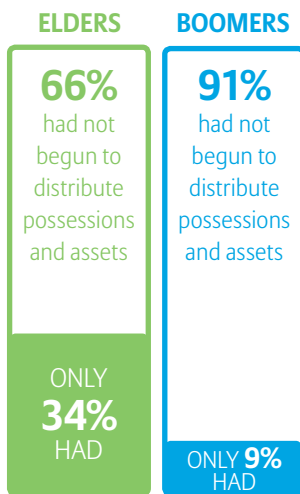 ELDERS
66%
had not
begun to
distribute
possessions
and assets
ONLY
34%
HAD
BOOMERS
91%
had not
begun to
distribute
possessions
and assets
ONLY 9%
HAD